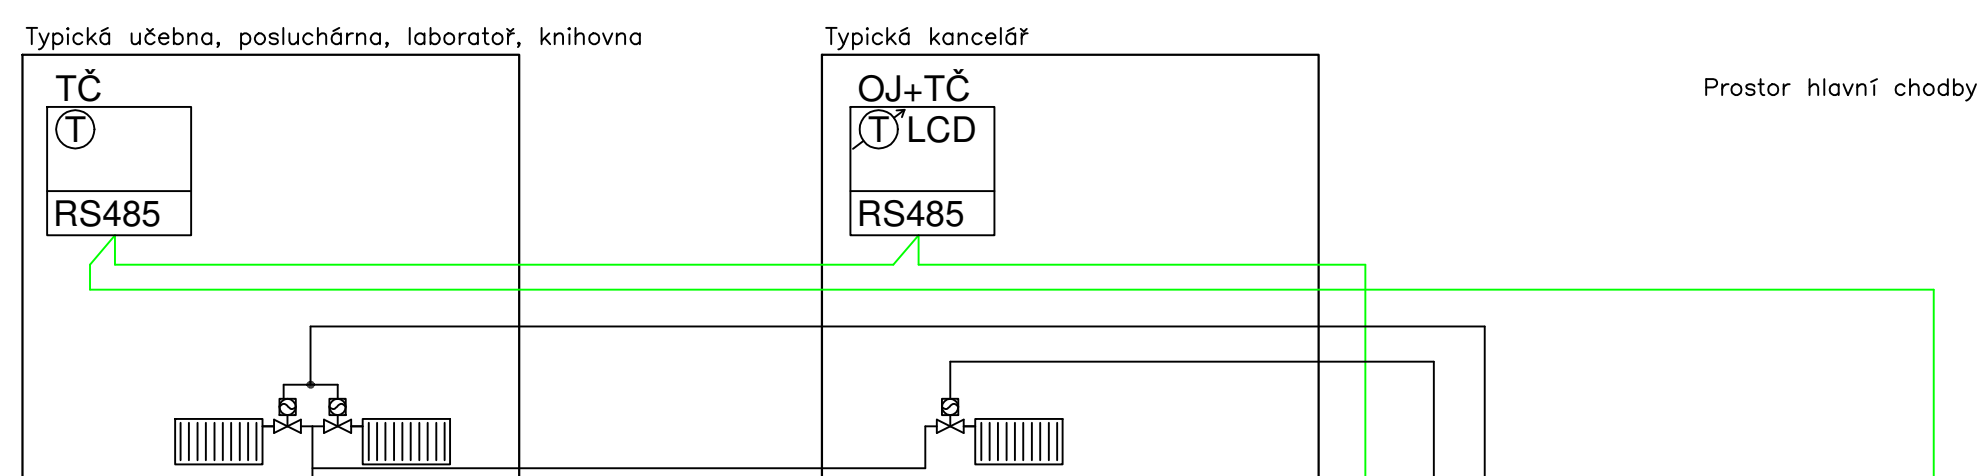 Typická učebna, posluchárna, laboratoř, knihovna
TČ
T
RS485
Typická kancelář
OJ+TČ
T LCD
RS485
Prostor hlavní chodby